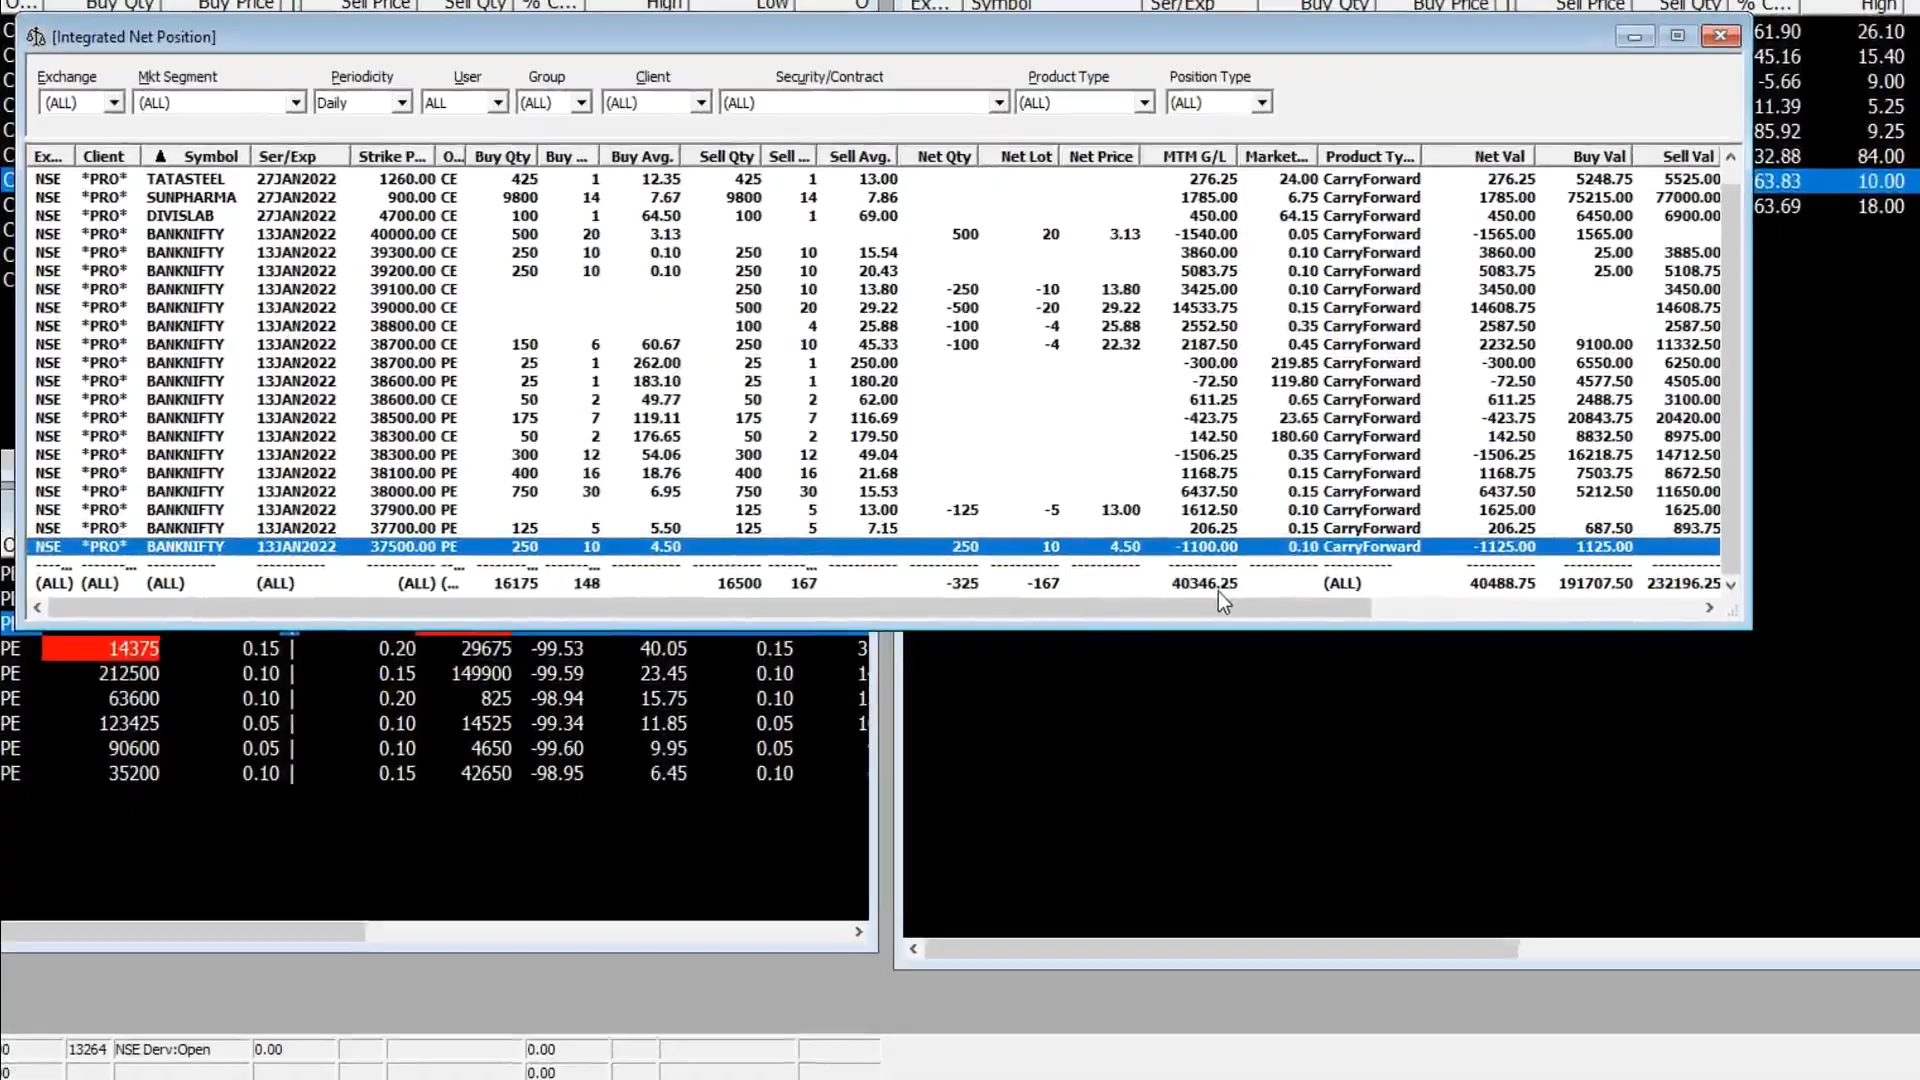 Buy Qty Buy Price Sell Price Sell Qty % C... High Low O Ex... Symbol Ser/Exp Buy Qty Buy Price Sell Price Sell Qty % C... High
[Integrated Net Position]
Exchange Mkt Segment Periodicity User Group Client Security/Contract Product Type Position Type
(ALL) (ALL) Daily ALL (ALL) (ALL) (ALL) (ALL) (ALL)
Ex... Client Symbol Ser/Exp Strike P... O... Buy Qty Buy ... Buy Avg. Sell Qty Sell ... Sell Avg. Net Qty Net Lot Net Price MTM G/L Market... Product Ty... Net Val Buy Val Sell Val
NSE *PRO* TATASTEEL 27JAN2022 1260.00 CE 425 1 12.35 425 1 13.00 276.25 24.00 CarryForward 276.25 5248.75 5525.00
NSE *PRO* SUNPHARMA 27JAN2022 900.00 CE 9800 14 7.67 9800 14 7.86 1785.00 6.75 CarryForward 1785.00 75215.00 77000.00
NSE *PRO* DIVISLAB 27JAN2022 4700.00 CE 100 1 64.50 100 1 69.00 450.00 64.15 CarryForward 450.00 6450.00 6900.00
NSE *PRO* BANKNIFTY 13JAN2022 40000.00 CE 500 20 3.13 500 20 3.13 -1540.00 0.05 CarryForward -1565.00 1565.00
NSE *PRO* BANKNIFTY 13JAN2022 39300.00 CE 250 10 0.10 250 10 15.54 3860.00 0.10 CarryForward 3860.00 25.00 3885.00
NSE *PRO* BANKNIFTY 13JAN2022 39200.00 CE 250 10 0.10 250 10 20.43 5083.75 0.10 CarryForward 5083.75 25.00 5108.75
NSE *PRO* BANKNIFTY 13JAN2022 39100.00 CE 250 10 13.80 -250 -10 13.80 3425.00 0.10 CarryForward 3450.00 3450.00
NSE *PRO* BANKNIFTY 13JAN2022 39000.00 CE 500 20 29.22 -500 -20 29.22 14533.75 0.15 CarryForward 14608.75 14608.75
NSE *PRO* BANKNIFTY 13JAN2022 38800.00 CE 100 4 25.88 -100 -4 25.88 2552.50 0.35 CarryForward 2587.50 2587.50
NSE *PRO* BANKNIFTY 13JAN2022 38700.00 CE 150 6 60.67 250 10 45.33 -100 -4 22.32 2187.50 0.45 CarryForward 2232.50 9100.00 11332.50
NSE *PRO* BANKNIFTY 13JAN2022 38700.00 PE 25 1 262.00 25 1 250.00 -300.00 219.85 CarryForward -300.00 6550.00 6250.00
NSE *PRO* BANKNIFTY 13JAN2022 38600.00 PE 25 1 183.10 25 1 180.20 -72.50 119.80 CarryForward -72.50 4577.50 4505.00
NSE *PRO* BANKNIFTY 13JAN2022 38600.00 CE 50 2 49.77 50 2 62.00 611.25 0.65 CarryForward 611.25 2488.75 3100.00
NSE *PRO* BANKNIFTY 13JAN2022 38500.00 PE 175 7 119.11 175 7 116.69 -423.75 23.65 CarryForward -423.75 20843.75 20420.00
NSE *PRO* BANKNIFTY 13JAN2022 38300.00 CE 50 2 176.65 50 2 179.50 142.50 180.60 CarryForward 142.50 8832.50 8975.00
NSE *PRO* BANKNIFTY 13JAN2022 38300.00 PE 300 12 54.06 300 12 49.04 -1506.25 0.35 CarryForward -1506.25 16218.75 14712.50
NSE *PRO* BANKNIFTY 13JAN2022 38100.00 PE 400 16 18.76 400 16 21.68 1168.75 0.15 CarryForward 1168.75 7503.75 8672.50
NSE *PRO* BANKNIFTY 13JAN2022 38000.00 PE 750 30 6.95 750 30 15.53 6437.50 0.15 CarryForward 6437.50 5212.50 11650.00
NSE *PRO* BANKNIFTY 13JAN2022 37900.00 PE 125 5 13.00 -125 -5 13.00 1612.50 0.10 CarryForward 1625.00 1625.00
NSE *PRO* BANKNIFTY 13JAN2022 37700.00 PE 125 5 5.50 125 5 7.15 206.25 0.15 CarryForward 206.25 687.50 893.75
NSE *PRO* BANKNIFTY 13JAN2022 37500.00 PE 250 10 4.50 250 10 4.50 -1100.00 0.10 CarryForward -1125.00 1125.00
(ALL) (ALL) (ALL) (ALL) (ALL) (... 16175 148 16500 167 -325 -167 40346.25 (ALL) 40488.75 191707.50 232196.25
61.90 26.10
45.16 15.40
-5.66 9.00
11.39 5.25
85.92 9.25
32.88 84.00
63.83 10.00
63.69 18.00
PE 14375 0.15 | 0.20 29675 -99.53 40.05 0.15 3
PE 212500 0.10 | 0.15 149900 -99.59 23.45 0.10
PE 63600 0.10 | 0.20 825 -98.94 15.75 0.10
PE 123425 0.05 | 0.10 14525 -99.34 11.85 0.05
PE 90600 0.05 | 0.10 4650 -99.60 9.95 0.05
PE 35200 0.10 | 0.15 42650 -98.95 6.45 0.10
13264 NSE Derv:Open 0.00 0.00
0.00